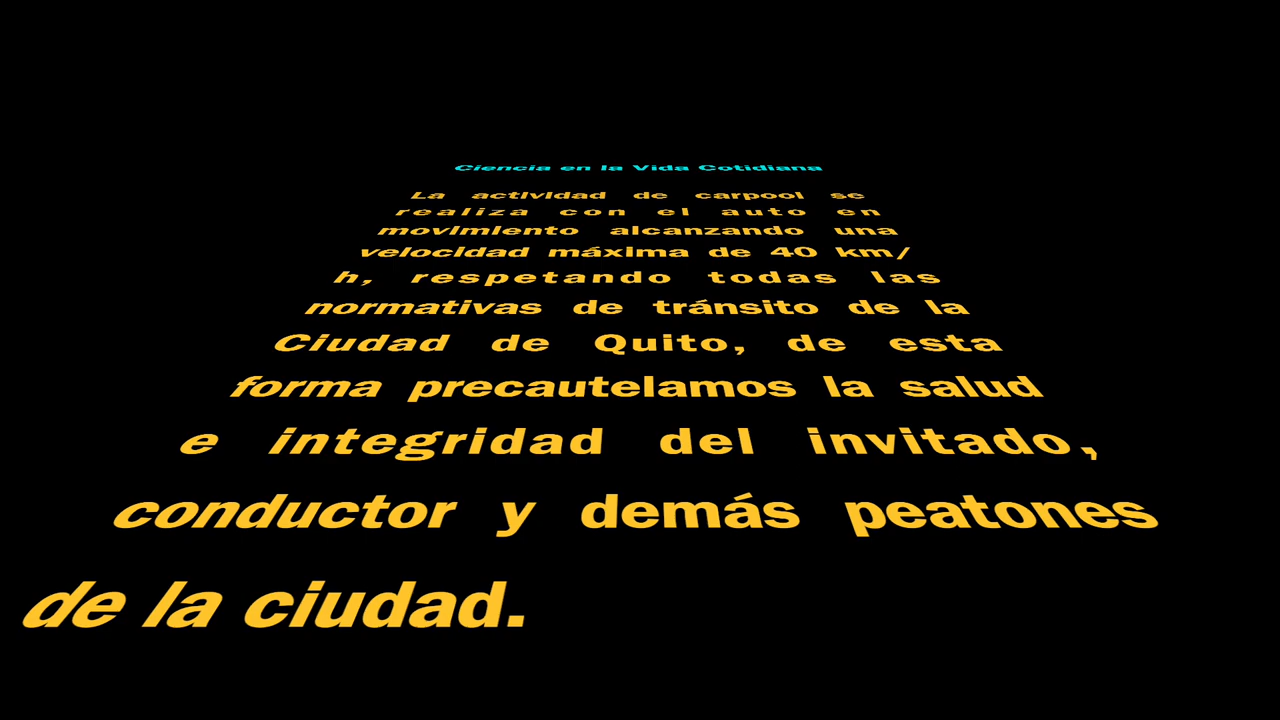 Ciencia en la Vida Cotidiana
La actividad de carpool se
realiza con el auto en
movimiento alcanzando una
velocidad máxima de 40 km/
h, respetando todas las
normativas de tránsito de la
Ciudad de Quito, de esta
forma precautelamos la salud
e integridad del invitado,
conductor y demás peatones
de la ciudad.